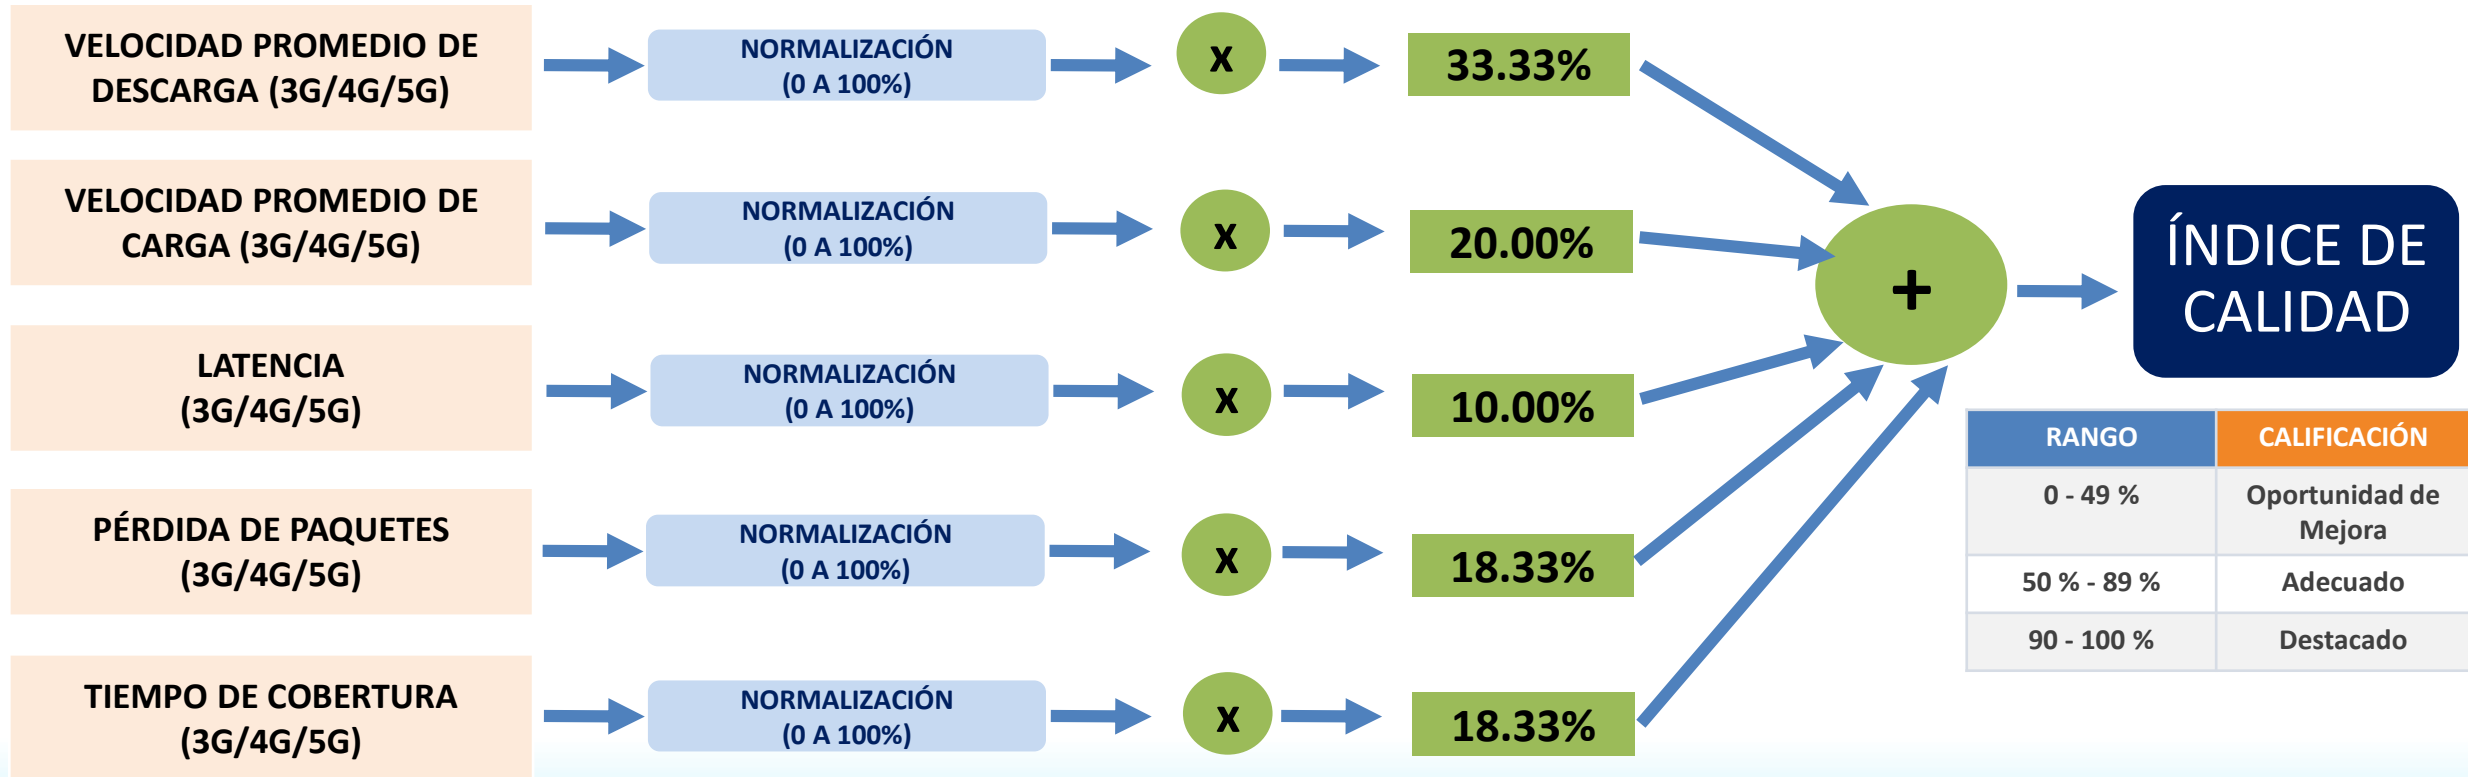 VELOCIDAD PROMEDIO DE
DESCARGA (3G/4G/5G)
NORMALIZACIÓN
(0 A 100%)
x
33.33%
VELOCIDAD PROMEDIO DE
CARGA (3G/4G/5G)
NORMALIZACIÓN
(0 A 100%)
x
20.00%
LATENCIA
(3G/4G/5G)
NORMALIZACIÓN
(0 A 100%)
x
10.00%
PÉRDIDA DE PAQUETES
(3G/4G/5G)
NORMALIZACIÓN
(0 A 100%)
x
18.33%
TIEMPO DE COBERTURA
(3G/4G/5G)
NORMALIZACIÓN
(0 A 100%)
x
18.33%
+
ÍNDICE DE
CALIDAD
RANGO CALIFICACIÓN
0 - 49 % Oportunidad de
Mejora
50 % - 89 % Adecuado
90 - 100 % Destacado